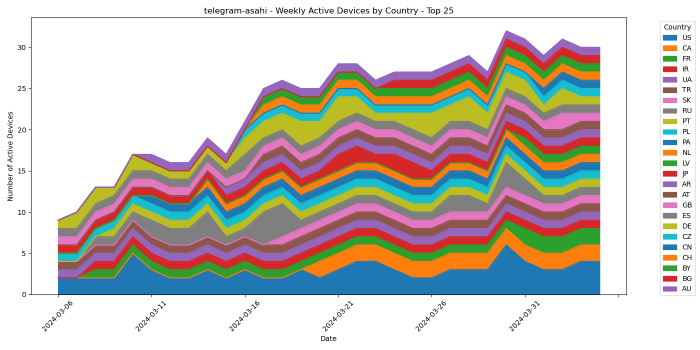 telegram-asahi - Weekly Active Devices by Country - Top 25
Number of Active Devices
30
25
20
15
10
5
0
2024-03-06
2024-03-11
2024-03-16
2024-03-21
2024-03-26
2024-03-31
Date
Country
US
CA
FR
IR
UA
TR
SK
RU
PT
PL
PA
NL
LV
JP
AR
AT
GB
ES
DE
CZ
CN
CH
BY
BG
AU